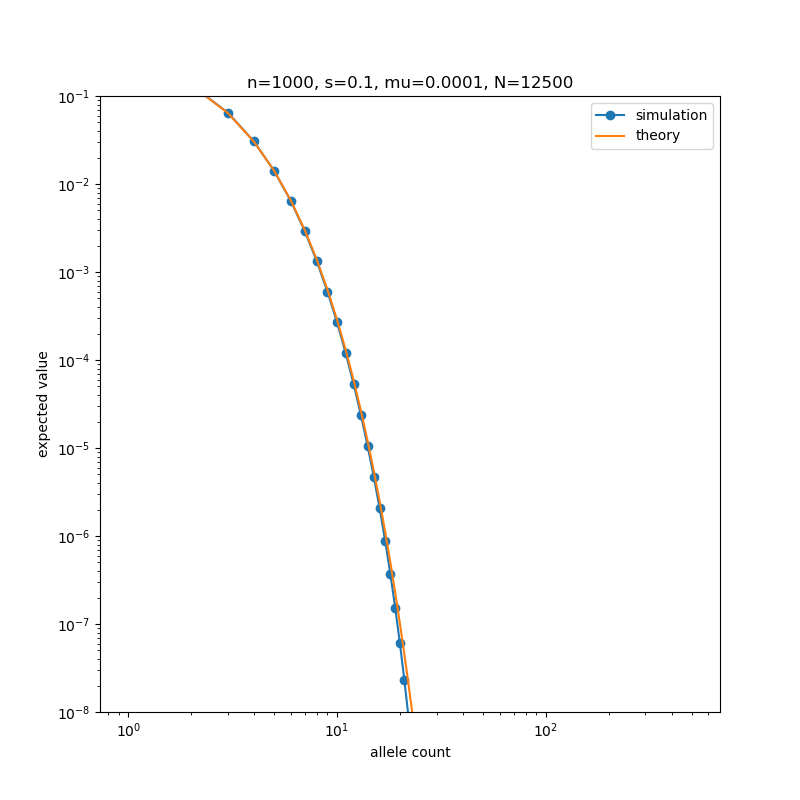 n=1000, s=0.1, mu=0.0001, N=12500
simulation
theory
expected value
10⁻¹
10⁻²
10⁻³
10⁻⁴
10⁻⁵
10⁻⁶
10⁻⁷
10⁻⁸
10⁰
10¹
10²
allele count